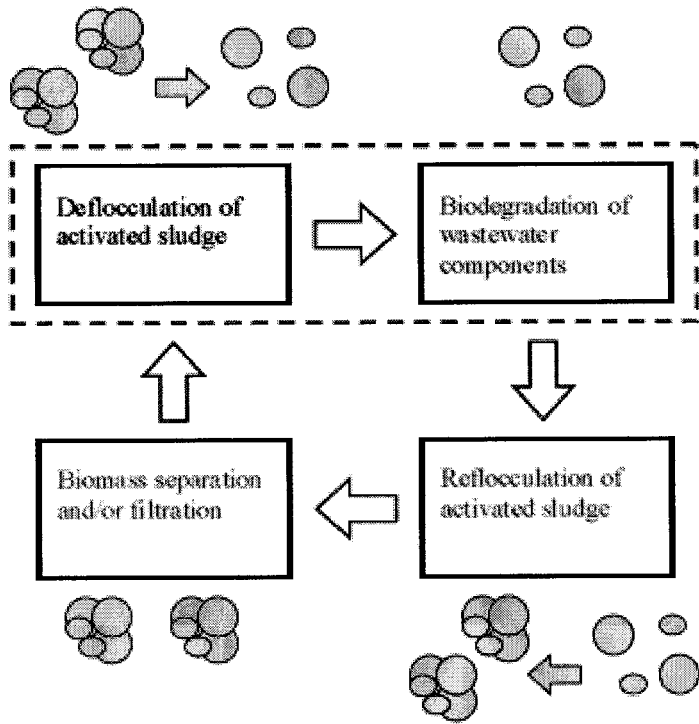 Deflocculation of
activated sludge
Biodegradation of
wastewater
components
Biomass separation
and/or filtration
Reflocculation of
activated sludge